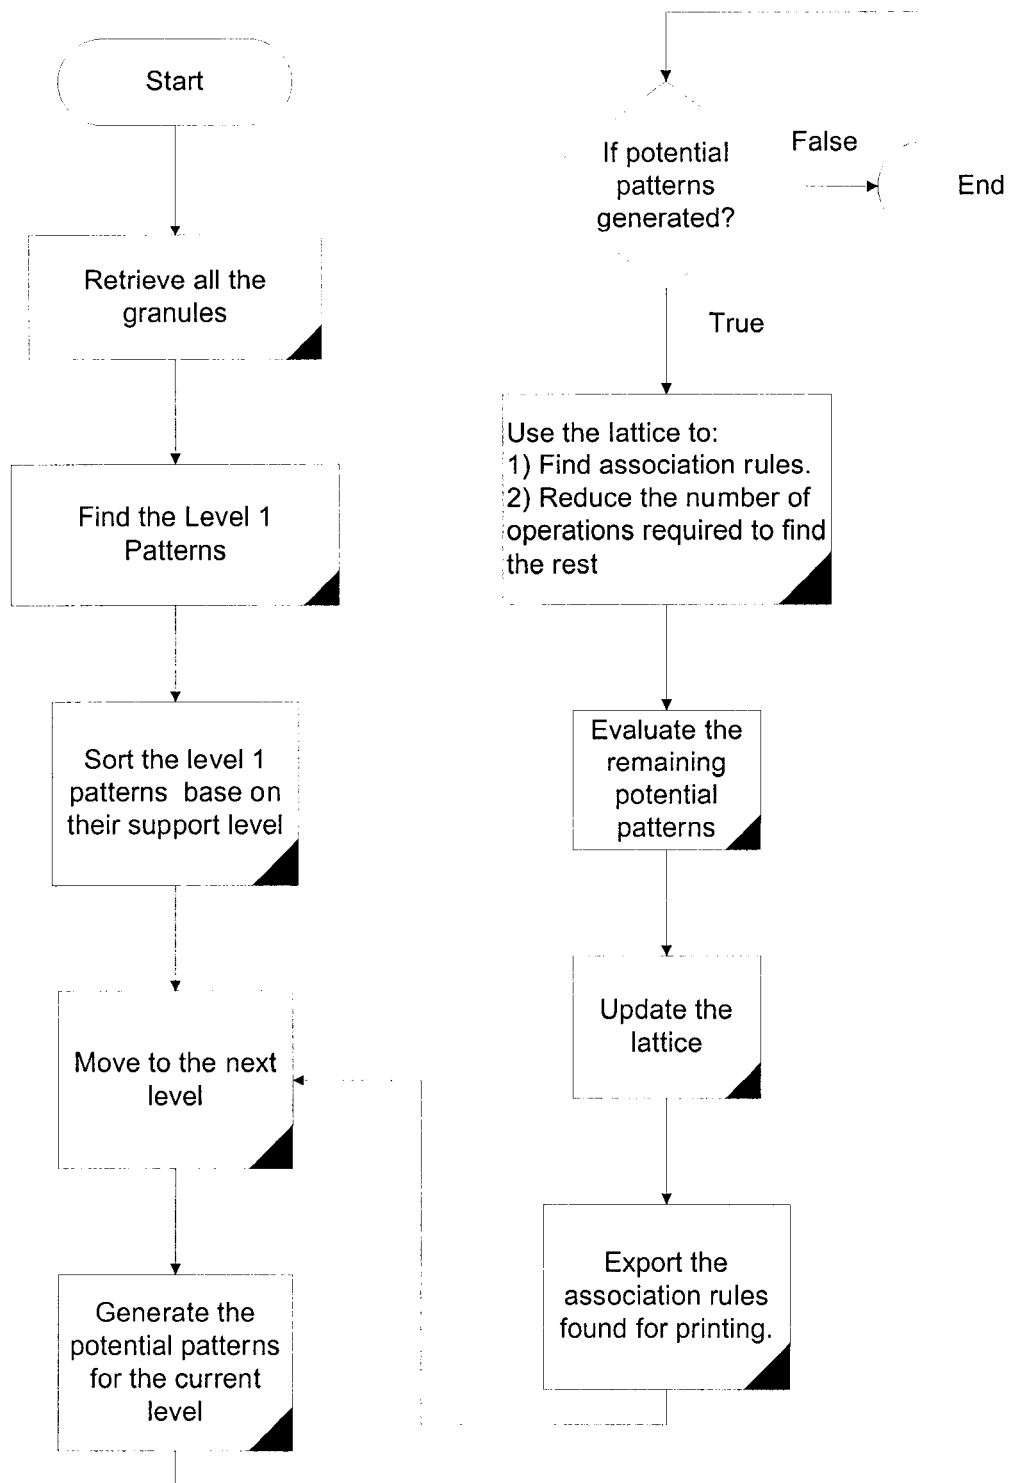 Start
Retrieve all the
granules
Find the Level 1
Patterns
Sort the level 1
patterns base on
their support level
Move to the next
level
Generate the
potential patterns
for the current
level
If potential
patterns
generated?
False
End
True
Use the lattice to:
1) Find association rules.
2) Reduce the number of
operations required to find
the rest
Evaluate the
remaining
potential
patterns
Update the
lattice
Export the
association rules
found for printing.